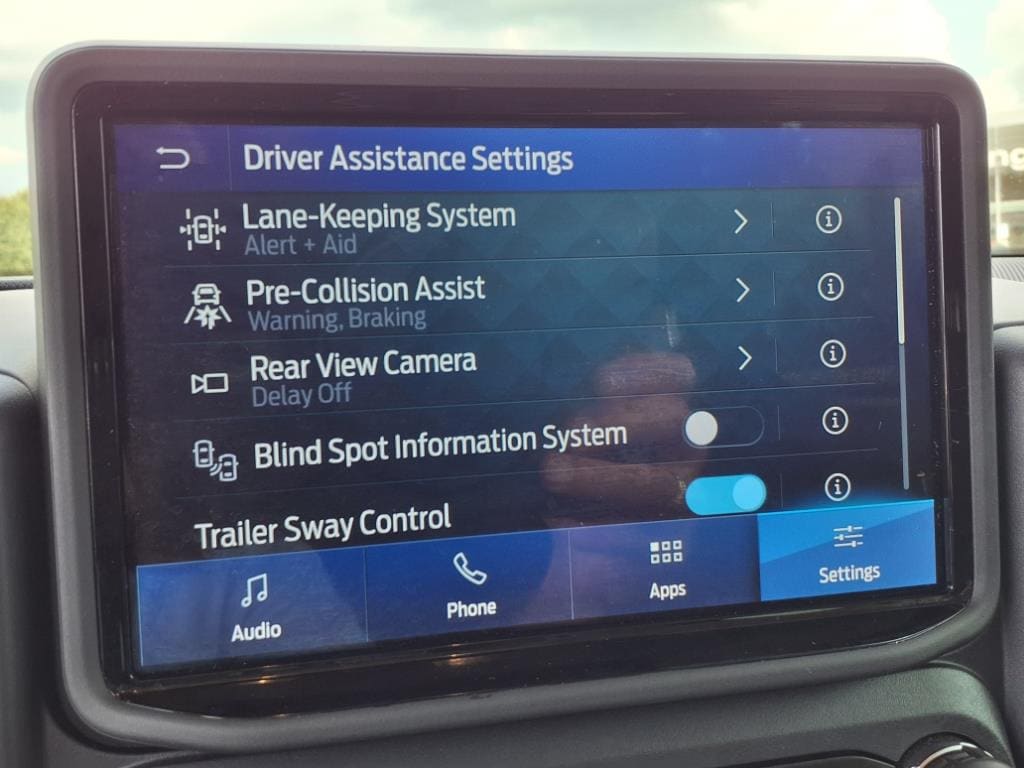 Driver Assistance Settings
Lane-Keeping System
Alert + Aid
Pre-Collision Assist
Warning, Braking
Rear View Camera
Delay Off
Blind Spot Information System
Trailer Sway Control
Audio
Phone
Apps
Settings